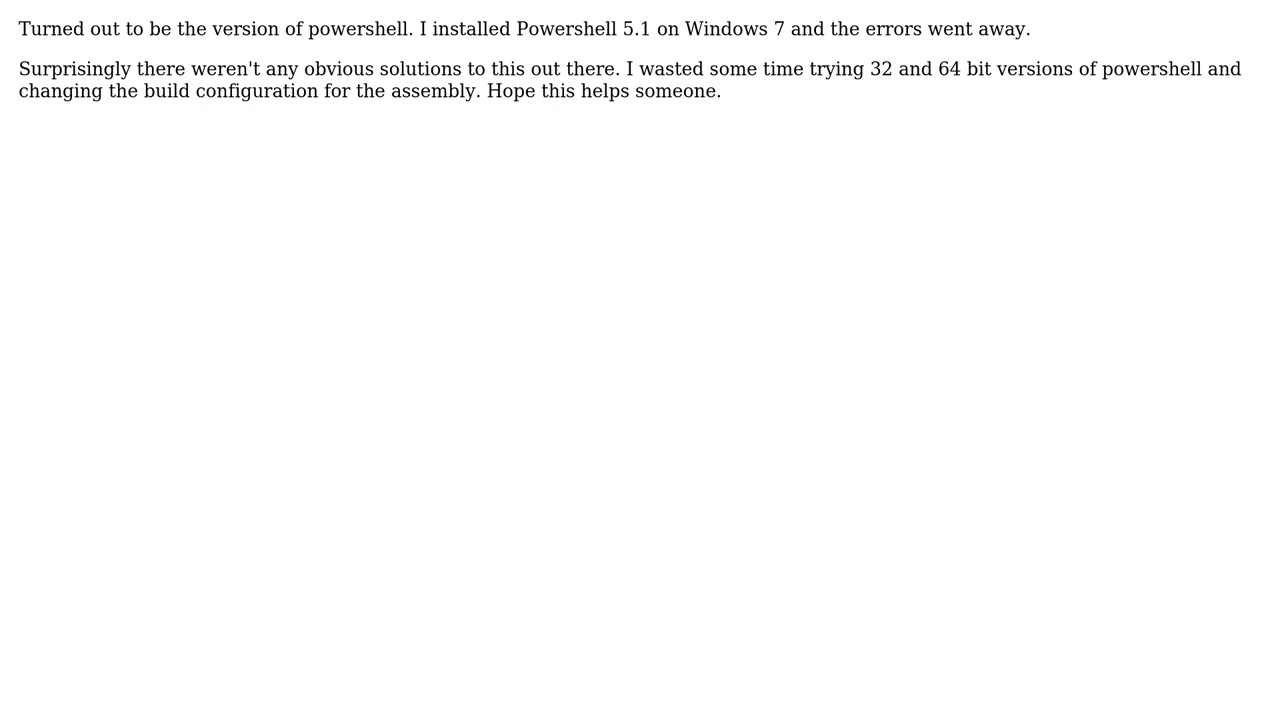 Turned out to be the version of powershell. I installed Powershell 5.1 on Windows 7 and the errors went away.
Surprisingly there weren't any obvious solutions to this out there. I wasted some time trying 32 and 64 bit versions of powershell and
changing the build configuration for the assembly. Hope this helps someone.